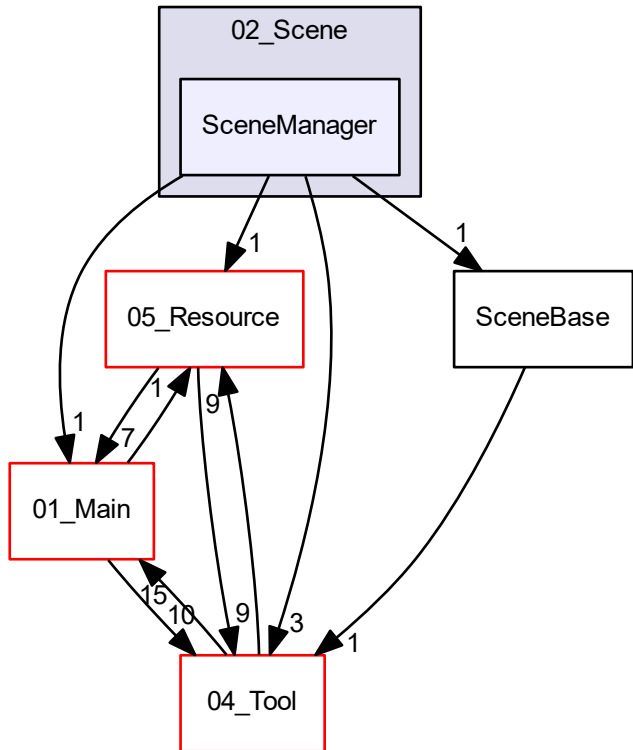 02_Scene
SceneManager
1
1
05_Resource
SceneBase
1
9
1
7
01_Main
15
10
9
3
1
04_Tool